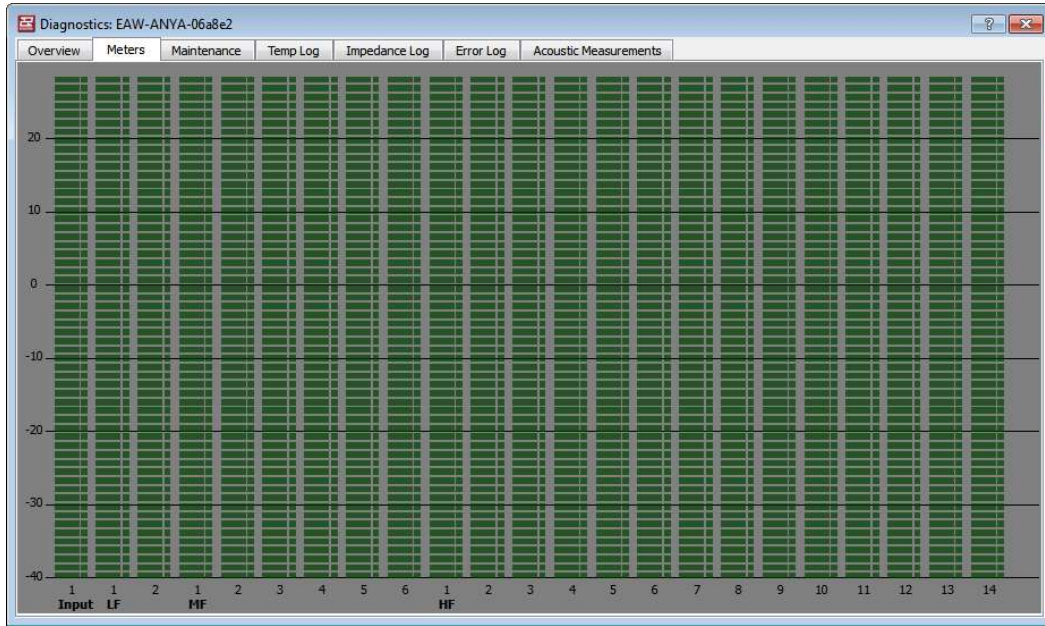 Diagnostics: EAW-ANYA-06a8e2
Overview Meters Maintenance Temp Log Impedance Log Error Log Acoustic Measurements
20
10
0
-10
-20
-30
-40
1 1 2 1 2 3 4 5 6 1 2 3 4 5 6 7 8 9 10 11 12 13 14
Input LF MF HF